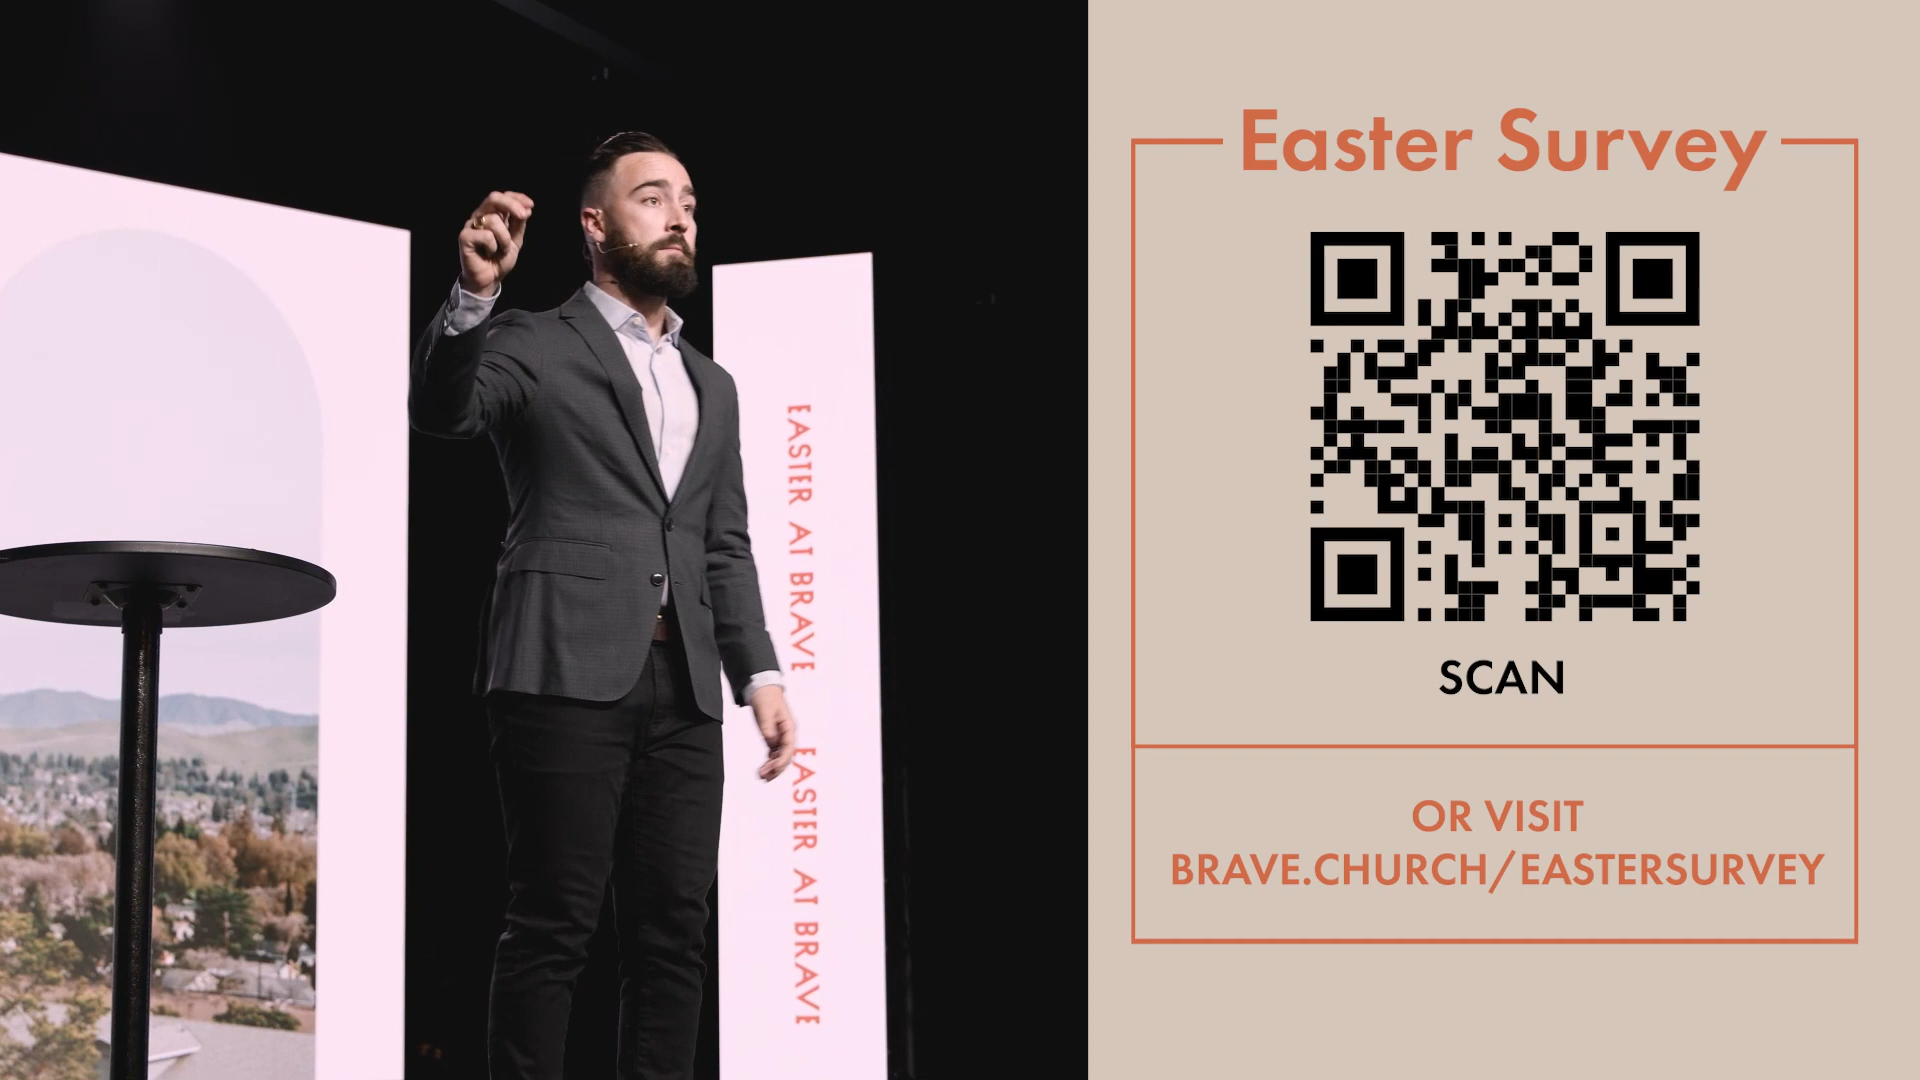 EASTER AT BRAVE
EASTER AT BRAVE
Easter Survey
SCAN
OR VISIT
BRAVE.CHURCH/EASTERSURVEY